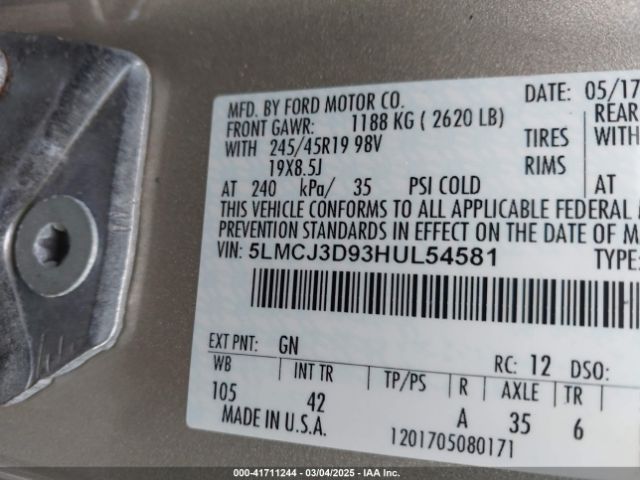 MFD. BY FORD MOTOR CO.
DATE: 05/17
FRONT GAWR: 1188 KG ( 2620 LB)
REAR
WITH 245/45R19 98V TIRES
WITH
19X8.5J RIMS
AT 240 kPa/ 35 PSI COLD
AT
THIS VEHICLE CONFORMS TO ALL APPLICABLE FEDERAL
PREVENTION STANDARDS IN EFFECT ON THE DATE OF
VIN: 5LMCJ3D93HUL54581
TYPE:
EXT PNT: GN
RC: 12 DSO:
WB INT TR TP/PS R AXLE TR
105 42 A 35 6
MADE IN U.S.A.
1201705080171
000-41711244 - 03/04/2025 - IAA Inc.